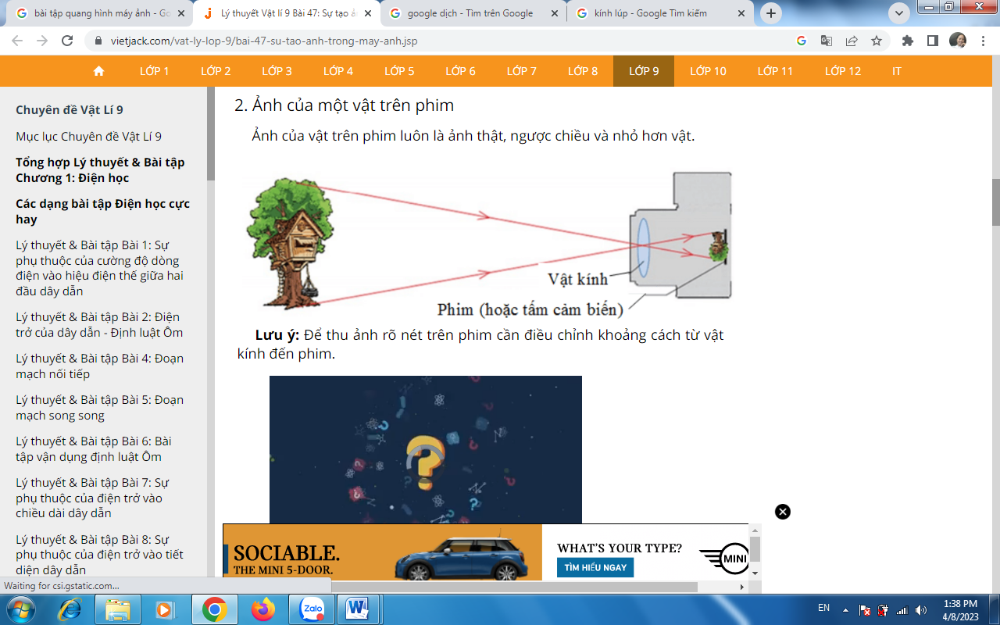 bài tập quang hình máy ảnh - Go
Lý thuyết Vật lí 9 Bài 47: Sự tạo ả
google dịch - Tìm trên Google
kính lúp - Google Tìm kiếm
vietjack.com/vat-ly-lop-9/bai-47-su-tao-anh-trong-may-anh.jsp
LỚP 1 LỚP 2 LỚP 3 LỚP 4 LỚP 5 LỚP 6 LỚP 7 LỚP 8 LỚP 9 LỚP 10 LỚP 11 LỚP 12 IT
Chuyên đề Vật Lí 9
Mục lục Chuyên đề Vật Lí 9
Tổng hợp Lý thuyết & Bài tập
Chương 1: Điện học
Các dạng bài tập Điện học cực
hay
Lý thuyết & Bài tập Bài 1: Sự
phụ thuộc của cường độ dòng
điện vào hiệu điện thế giữa hai
đầu dây dẫn
Lý thuyết & Bài tập Bài 2: Điện
trở của dây dẫn - Định luật Ôm
Lý thuyết & Bài tập Bài 4: Đoạn
mạch nối tiếp
Lý thuyết & Bài tập Bài 5: Đoạn
mạch song song
Lý thuyết & Bài tập Bài 6: Bài
tập vận dụng định luật Ôm
Lý thuyết & Bài tập Bài 7: Sự
phụ thuộc của điện trở vào
chiều dài dây dẫn
Lý thuyết & Bài tập Bài 8: Sự
phụ thuộc của điện trở vào tiết
diện dây dẫn
2. Ảnh của một vật trên phim
Ảnh của vật trên phim luôn là ảnh thật, ngược chiều và nhỏ hơn vật.
Vật kính
Phim (hoặc tấm cảm biến)
Lưu ý: Để thu ảnh rõ nét trên phim cần điều chỉnh khoảng cách từ vật
kính đến phim.
SOCIABLE.
THE MINI 5-DOOR.
WHAT'S YOUR TYPE?
TÌM HIỂU NGAY
MINI
Waiting for csi.gstatic.com...
Zalo
EN
1:38 PM
4/8/2023